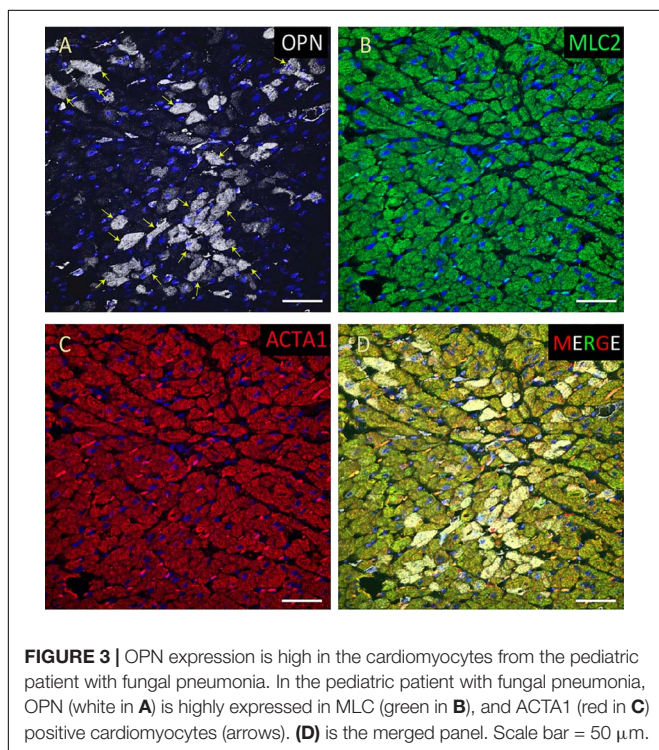 A
OPN
B
MLC2
C
ACTA1
D
MERGE
FIGURE 3 | OPN expression is high in the cardiomyocytes from the pediatric
patient with fungal pneumonia. In the pediatric patient with fungal pneumonia,
OPN (white in A) is highly expressed in MLC (green in B), and ACTA1 (red in C)
positive cardiomyocytes (arrows). (D) is the merged panel. Scale bar = 50 μm.